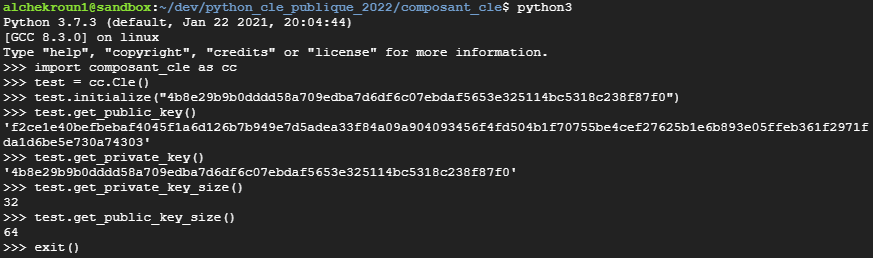 alchekroun1@sandbox:~/dev/python_cle_publique_2022/composant_cle$ python3
Python 3.7.3 (default, Jan 22 2021, 20:04:44)
[GCC 8.3.0] on linux
Type "help", "copyright", "credits" or "license" for more information.
>>> import composant_cle as cc
>>> test = cc.Cle()
>>> test.initialize("4b8e29b9b0dddd58a709edba7d6df6c07ebdaf5653e325114bc5318c238f87f0")
>>> test.get_public_key()
'f2ce1e40befbebaf4045f1a6d126b7b949e7d5adea33f84a09a904093456f4fd504b1f70755be4cef27625b1e6b893e05ffeb361f2971f
da1d6be5e730a74303'
>>> test.get_private_key()
'4b8e29b9b0dddd58a709edba7d6df6c07ebdaf5653e325114bc5318c238f87f0'
>>> test.get_private_key_size()
32
>>> test.get_public_key_size()
64
>>> exit()